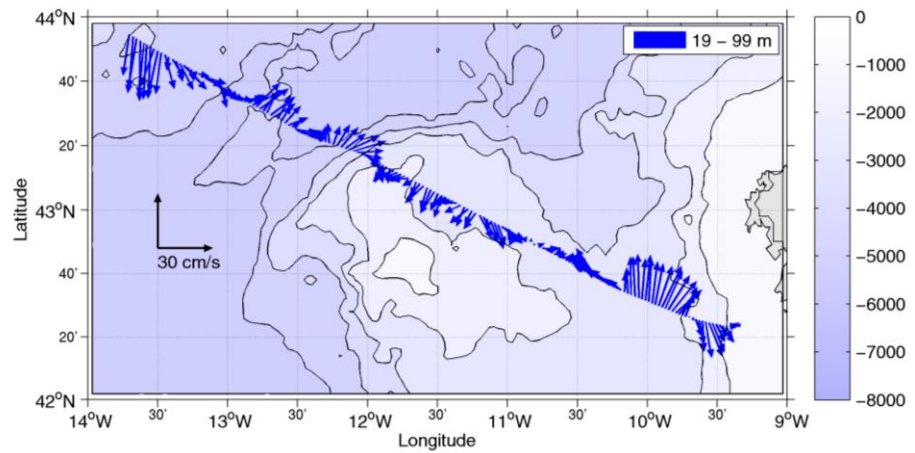 44°N
40'
20'
43°N
40'
20'
42°N
Latitude
14°W
30'
13°W
30'
12°W
30'
11°W
30'
10°W
30'
9°W
Longitude
30 cm/s
19 – 99 m
0
−1000
−2000
−3000
−4000
−5000
−6000
−7000
−8000